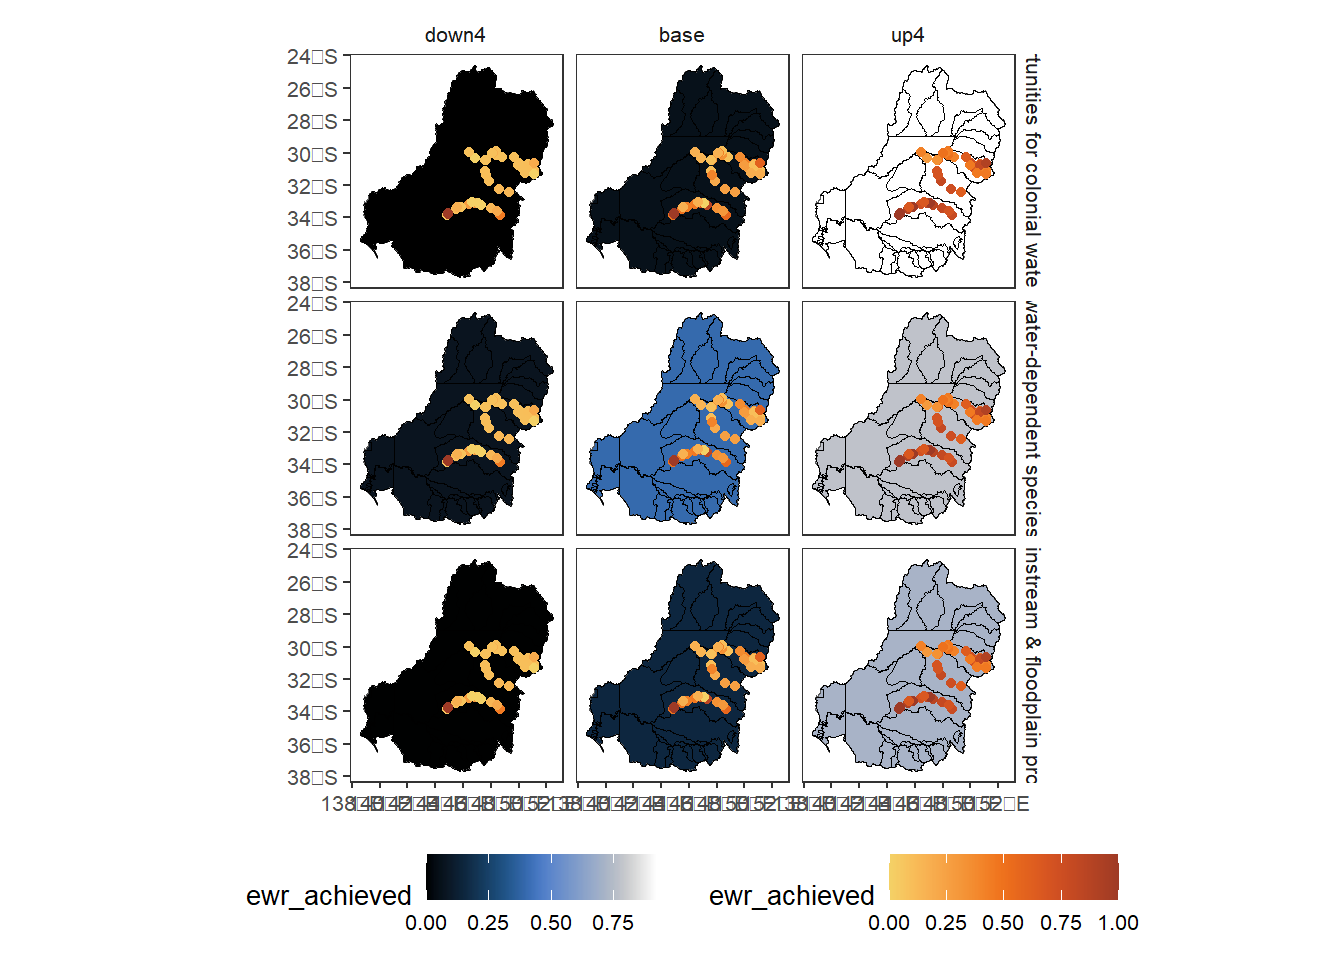 down4 base up4
24□S
26□S
28□S
30□S
32□S
34□S
36□S
38□S
tunities for colonial wate
24□S
26□S
28□S
30□S
32□S
34□S
36□S
38□S
water-dependent species
24□S
26□S
28□S
30□S
32□S
34□S
36□S
38□S
instream & floodplain prc
ewr_achieved
0.00 0.25 0.50 0.75
ewr_achieved
0.00 0.25 0.50 0.75 1.00